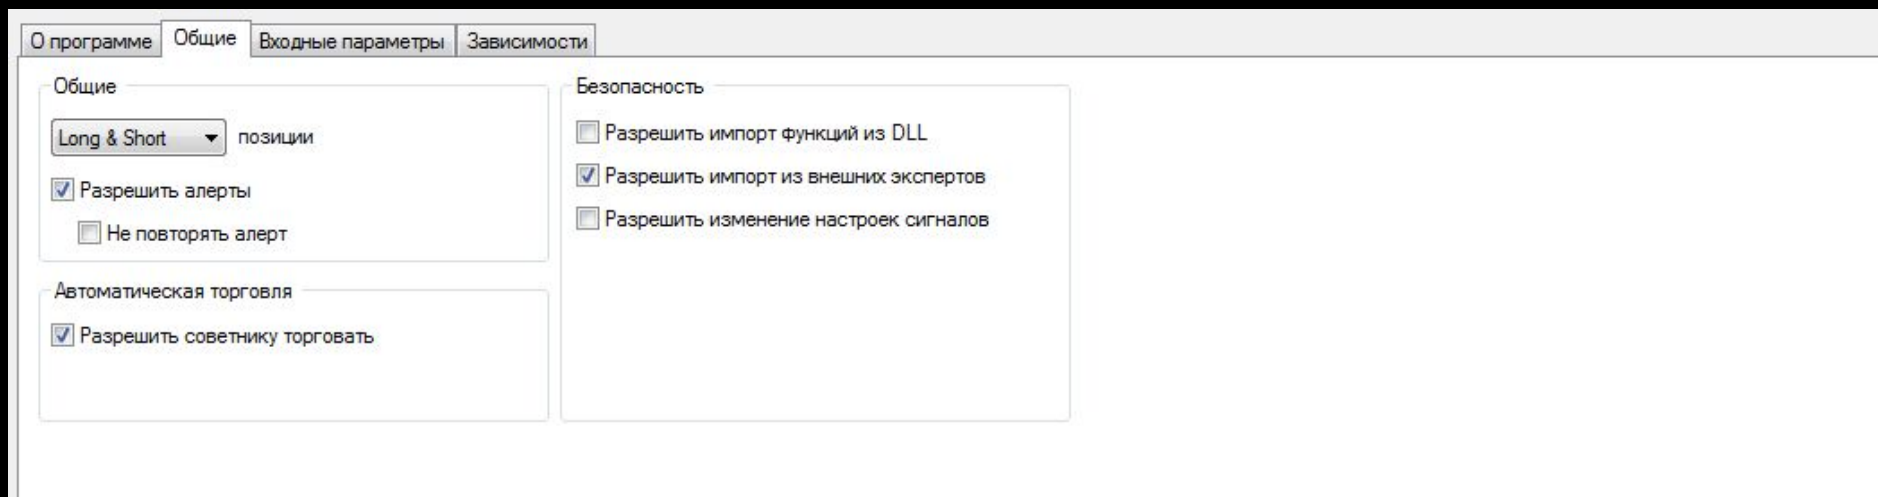 О программе Общие Входные параметры Зависимости
Общие
Long & Short позиции
Разрешить алерты
Не повторять алерт
Автоматическая торговля
Разрешить советнику торговать
Безопасность
Разрешить импорт функций из DLL
Разрешить импорт из внешних экспертов
Разрешить изменение настроек сигналов